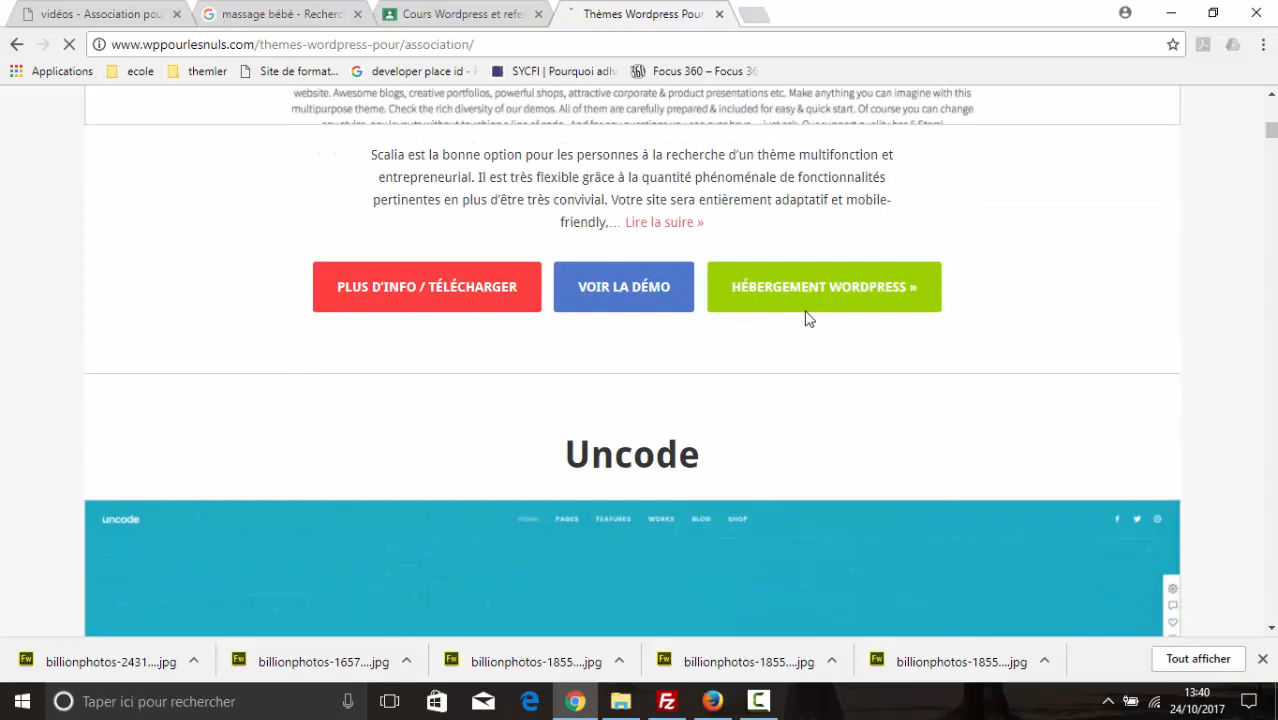 vidéos - Association pou
massage bébé - Recherc
Cours Wordpress et refe
Thèmes Wordpress Pour
www.wppourlesnuls.com/themes-wordpress-pour/association/
Applications
ecole
themler
Site de format...
developer place id -
SYCFI | Pourquoi adh
Focus 360 – Focus 36
website. Awesome blogs, creative portfolios, powerful shops, attractive corporate & product presentations etc. Make anything you can imagine with this
multipurpose theme. Check the rich diversity of our demos. All of them are carefully prepared & included for easy & quick start. Of course you can change
Scalia est la bonne option pour les personnes à la recherche d'un thème multifonction et
entrepreneurial. Il est très flexible grâce à la quantité phénoménale de fonctionnalités
pertinentes en plus d'être très convivial. Votre site sera entièrement adaptatif et mobile-
friendly,… Lire la suire »
PLUS D'INFO / TÉLÉCHARGER
VOIR LA DÉMO
HÉBERGEMENT WORDPRESS »
Uncode
uncode
HOME PAGES FEATURES WORKS BLOG SHOP
billionphotos-2431....jpg
billionphotos-1657....jpg
billionphotos-1855....jpg
billionphotos-1855....jpg
billionphotos-1855....jpg
Tout afficher
Taper ici pour rechercher
13:40
24/10/2017